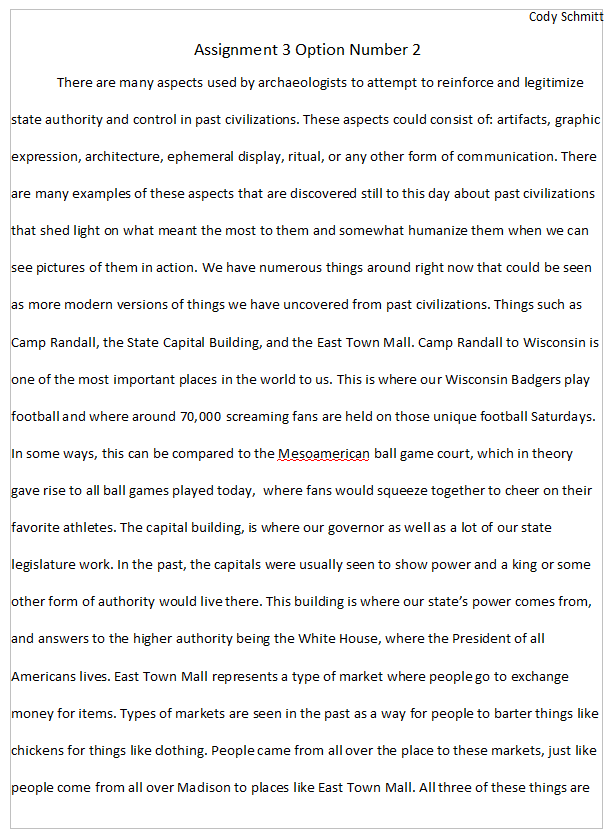 Cody Schmitt
Assignment 3 Option Number 2
There are many aspects used by archaeologists to attempt to reinforce and legitimize
state authority and control in past civilizations. These aspects could consist of: artifacts, graphic
expression, architecture, ephemeral display, ritual, or any other form of communication. There
are many examples of these aspects that are discovered still to this day about past civilizations
that shed light on what meant the most to them and somewhat humanize them when we can
see pictures of them in action. We have numerous things around right now that could be seen
as more modern versions of things we have uncovered from past civilizations. Things such as
Camp Randall, the State Capital Building, and the East Town Mall. Camp Randall to Wisconsin is
one of the most important places in the world to us. This is where our Wisconsin Badgers play
football and where around 70,000 screaming fans are held on those unique football Saturdays.
In some ways, this can be compared to the Mesoamerican ball game court, which in theory
gave rise to all ball games played today,  where fans would squeeze together to cheer on their
favorite athletes. The capital building, is where our governor as well as a lot of our state
legislature work. In the past, the capitals were usually seen to show power and a king or some
other form of authority would live there. This building is where our state's power comes from,
and answers to the higher authority being the White House, where the President of all
Americans lives. East Town Mall represents a type of market where people go to exchange
money for items. Types of markets are seen in the past as a way for people to barter things like
chickens for things like clothing. People came from all over the place to these markets, just like
people come from all over Madison to places like East Town Mall. All three of these things are